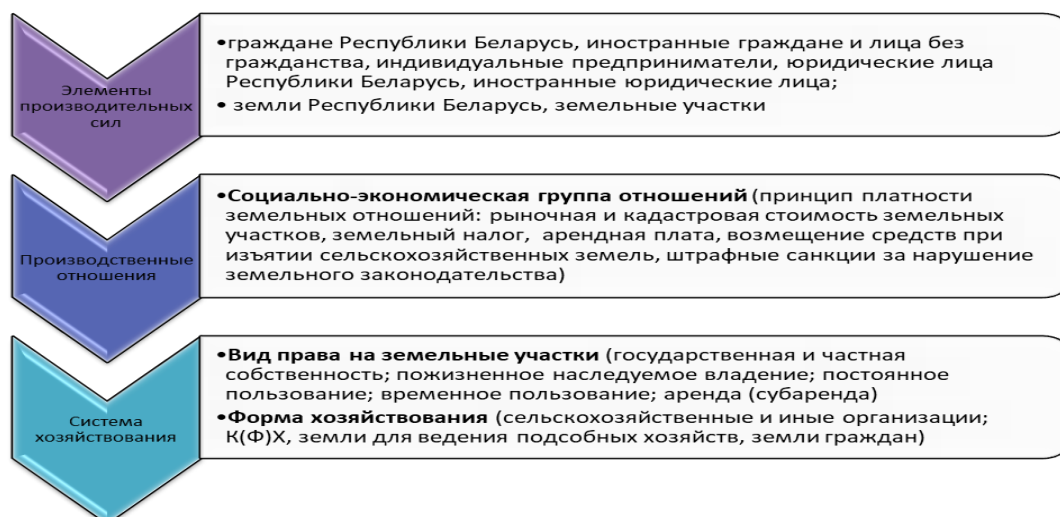 Элементы
производительных
сил
•граждане Республики Беларусь, иностранные граждане и лица без
гражданства, индивидуальные предприниматели, юридические лица
Республики Беларусь, иностранные юридические лица;
• земли Республики Беларусь, земельные участки
Производственные
отношения
•Социально-экономическая группа отношений (принцип платности
земельных отношений: рыночная и кадастровая стоимость земельных
участков, земельный налог, арендная плата, возмещение средств при
изъятии сельскохозяйственных земель, штрафные санкции за нарушение
земельного законодательства)
Система
хозяйствования
•Вид права на земельные участки (государственная и частная
собственность; пожизненное наследуемое владение; постоянное
пользование; временное пользование; аренда (субаренда)
•Форма хозяйствования (сельскохозяйственные и иные организации;
К(Ф)Х, земли для ведения подсобных хозяйств, земли граждан)